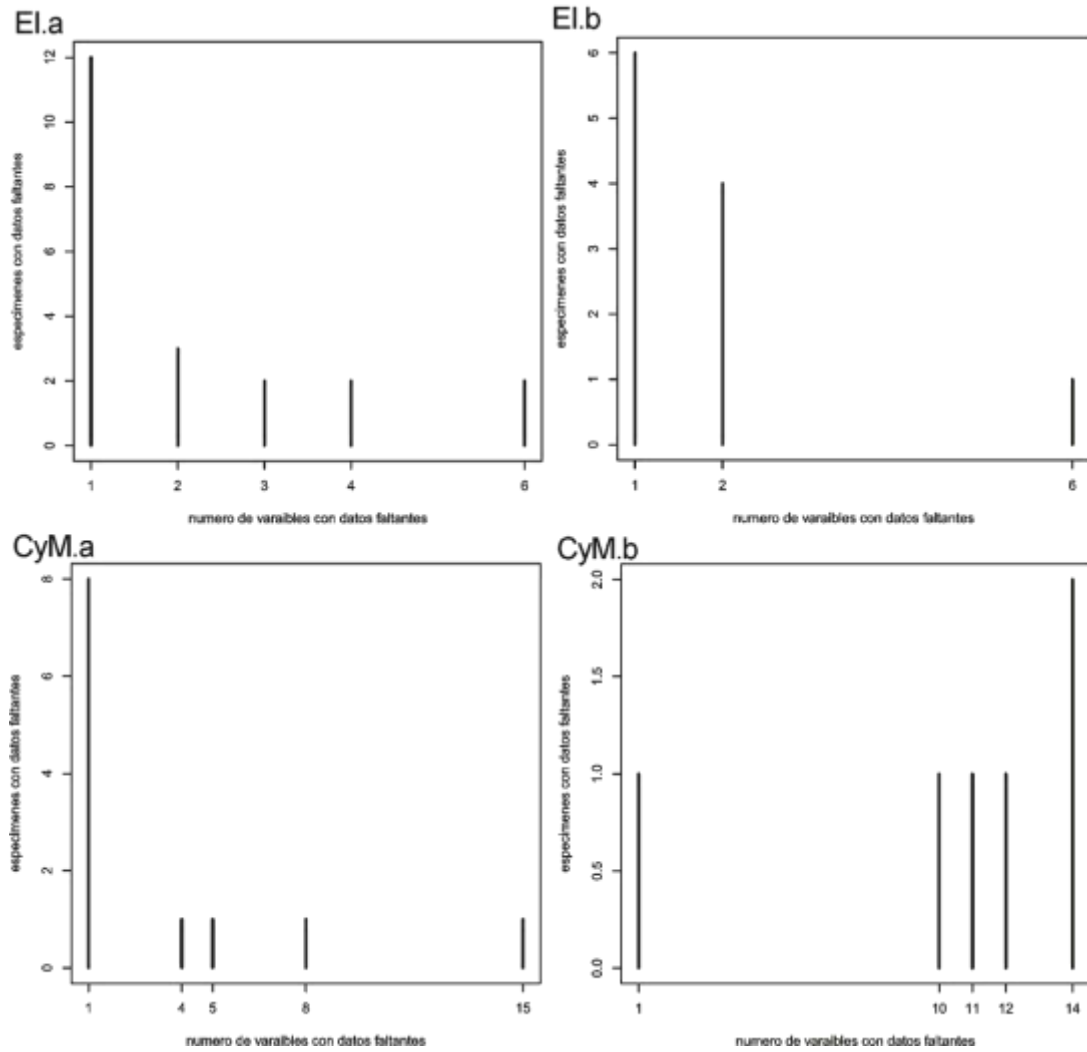 El.a
especimenes con datos faltantes
12
10
8
6
4
2
0
1 2 3 4 6
numero de varaibles con datos faltantes
El.b
especimenes con datos faltantes
6
5
4
3
2
1
0
1 2 6
numero de varaibles con datos faltantes
CyM.a
especimenes con datos faltantes
8
6
4
2
0
1 4 5 8 15
numero de varaibles con datos faltantes
CyM.b
especimenes con datos faltantes
2.0
1.5
1.0
0.5
0.0
1 10 11 12 14
numero de varaibles con datos faltantes